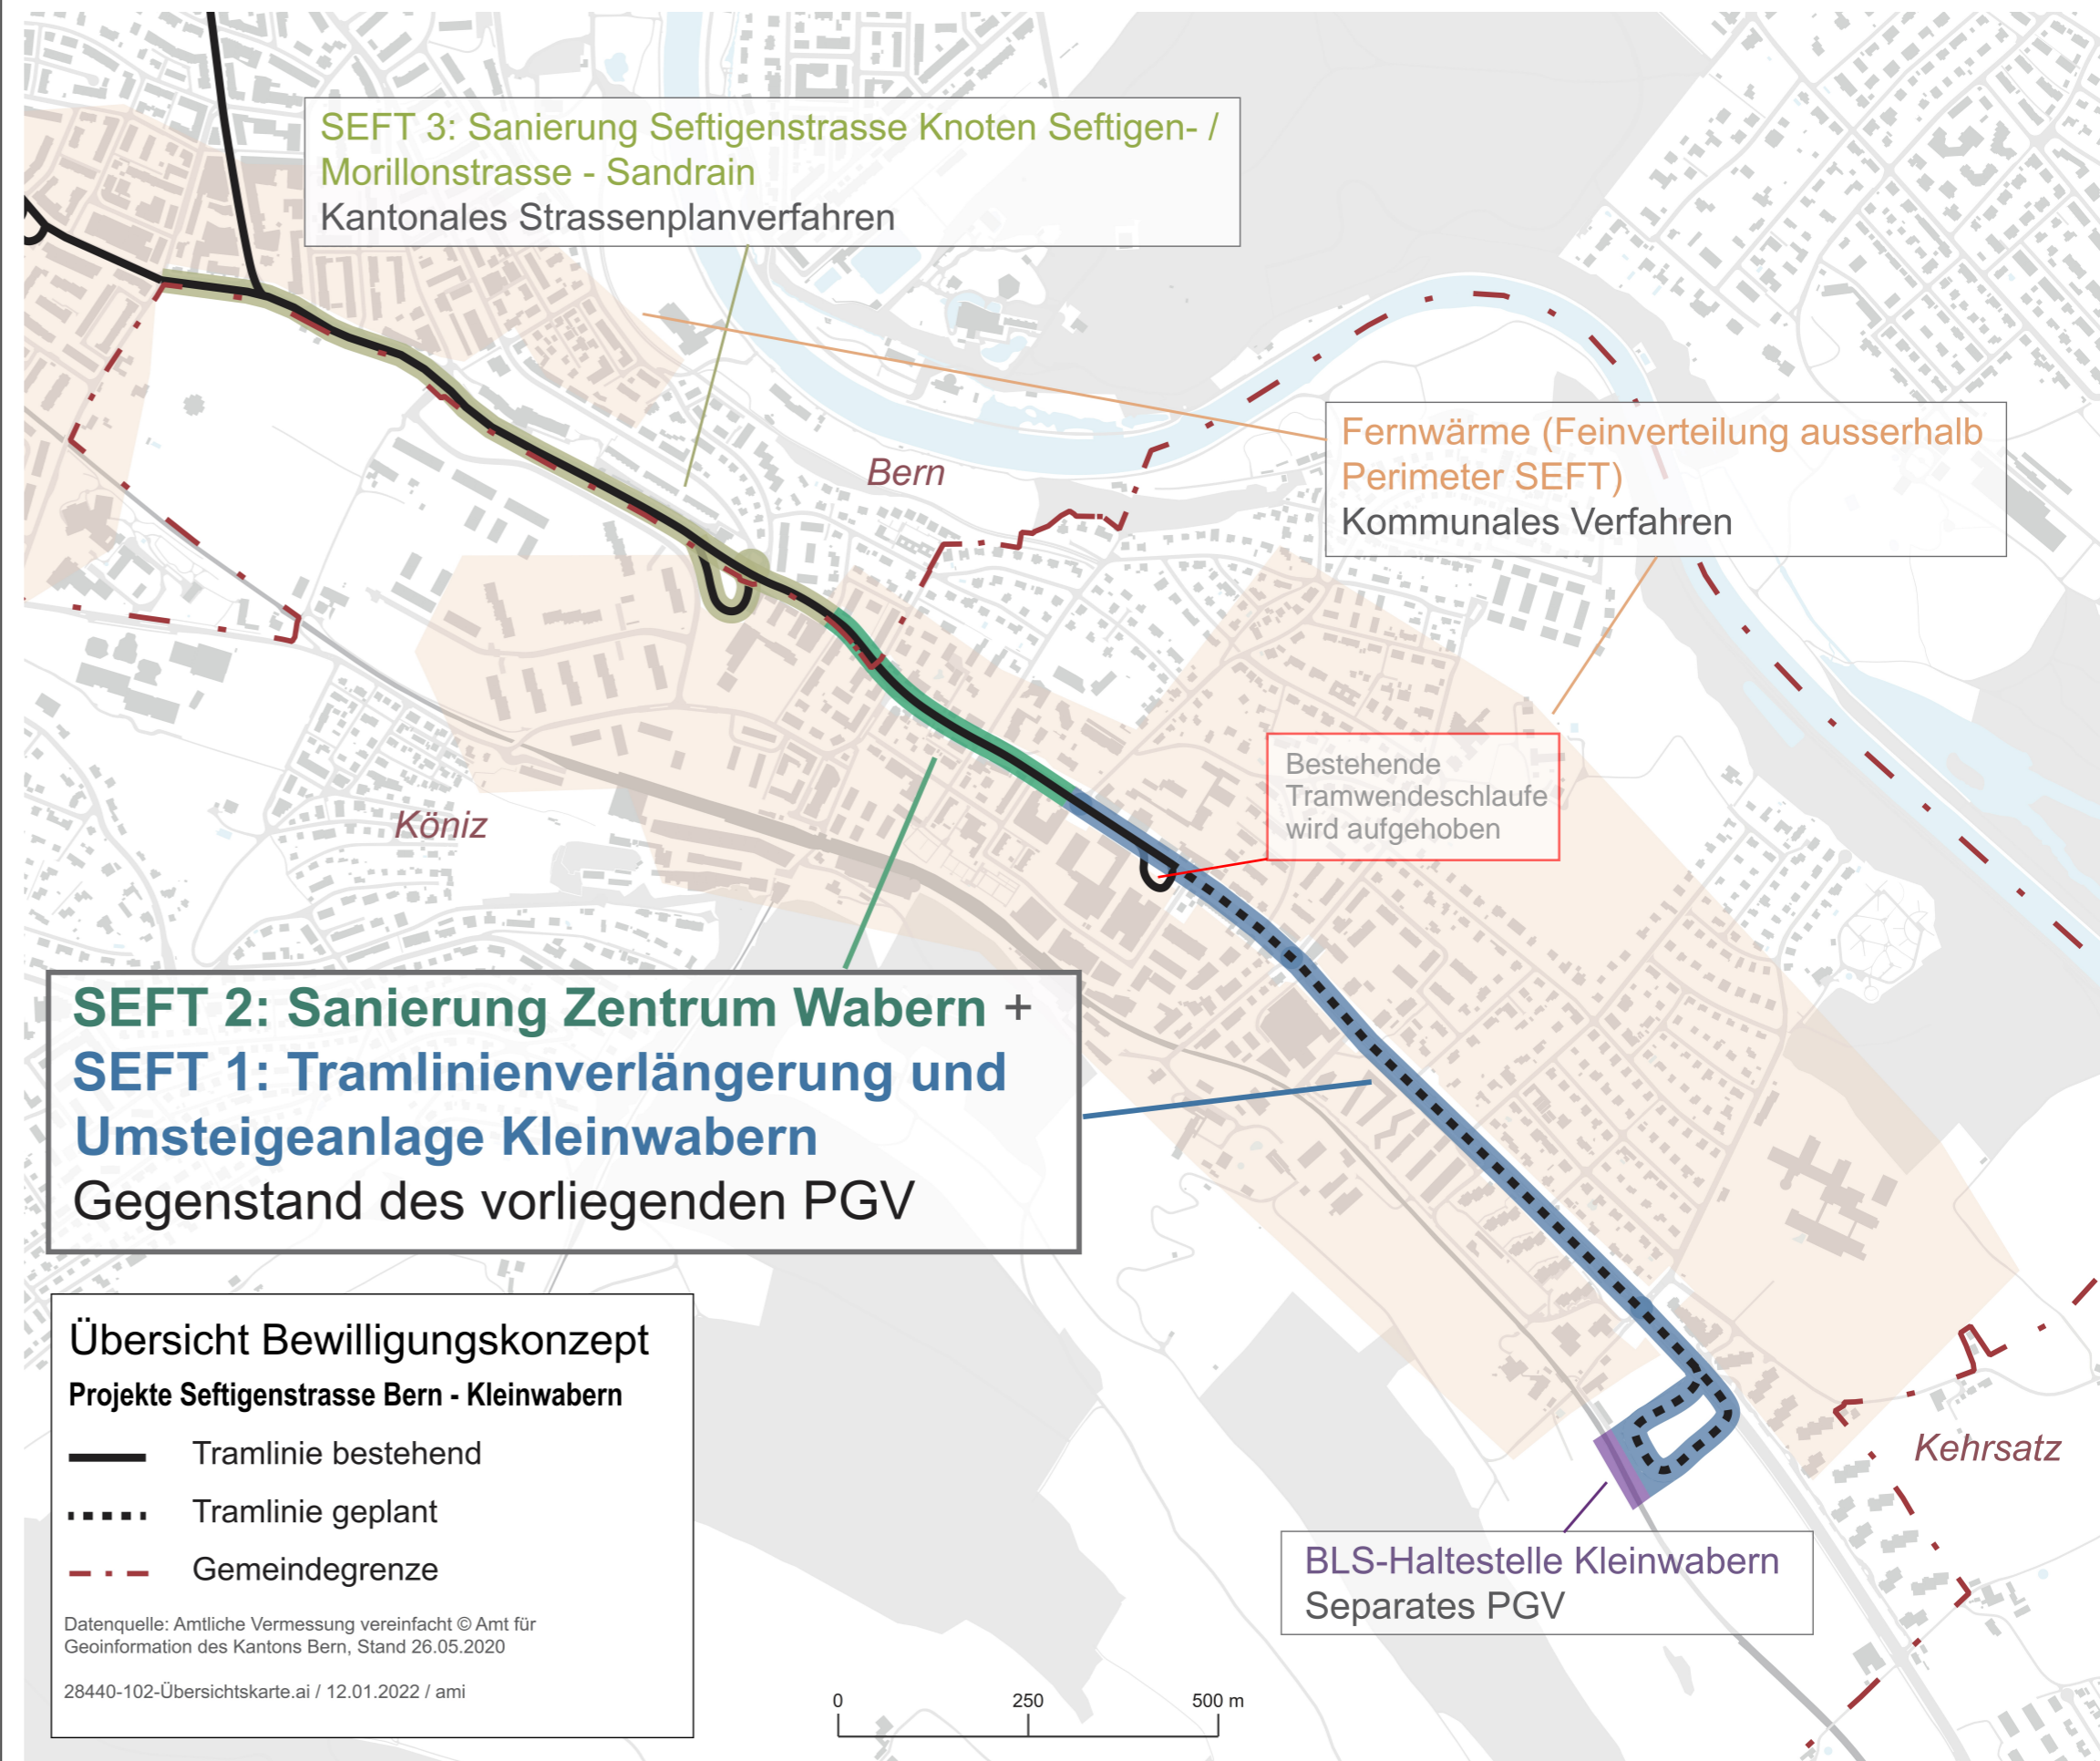 SEFT 3: Sanierung Seftigenstrasse Knoten Seftigen- /
Morillonstrasse - Sandrain
Kantonales Strassenplanverfahren
Bern
Fernwärme (Feinverteilung ausserhalb
Perimeter SEFT)
Kommunales Verfahren
Bestehende
Tramwendeschlaufe
wird aufgehoben
Köniz
SEFT 2: Sanierung Zentrum Wabern +
SEFT 1: Tramlinienverlängerung und
Umsteigeanlage Kleinwabern
Gegenstand des vorliegenden PGV
Übersicht Bewilligungskonzept
Projekte Seftigenstrasse Bern - Kleinwabern
Tramlinie bestehend
Tramlinie geplant
Gemeindegrenze
Datenquelle: Amtliche Vermessung vereinfacht © Amt für
Geoinformation des Kantons Bern, Stand 26.05.2020
28440-102-Übersichtskarte.ai / 12.01.2022 / ami
Kehrsatz
BLS-Haltestelle Kleinwabern
Separates PGV
0 250 500 m